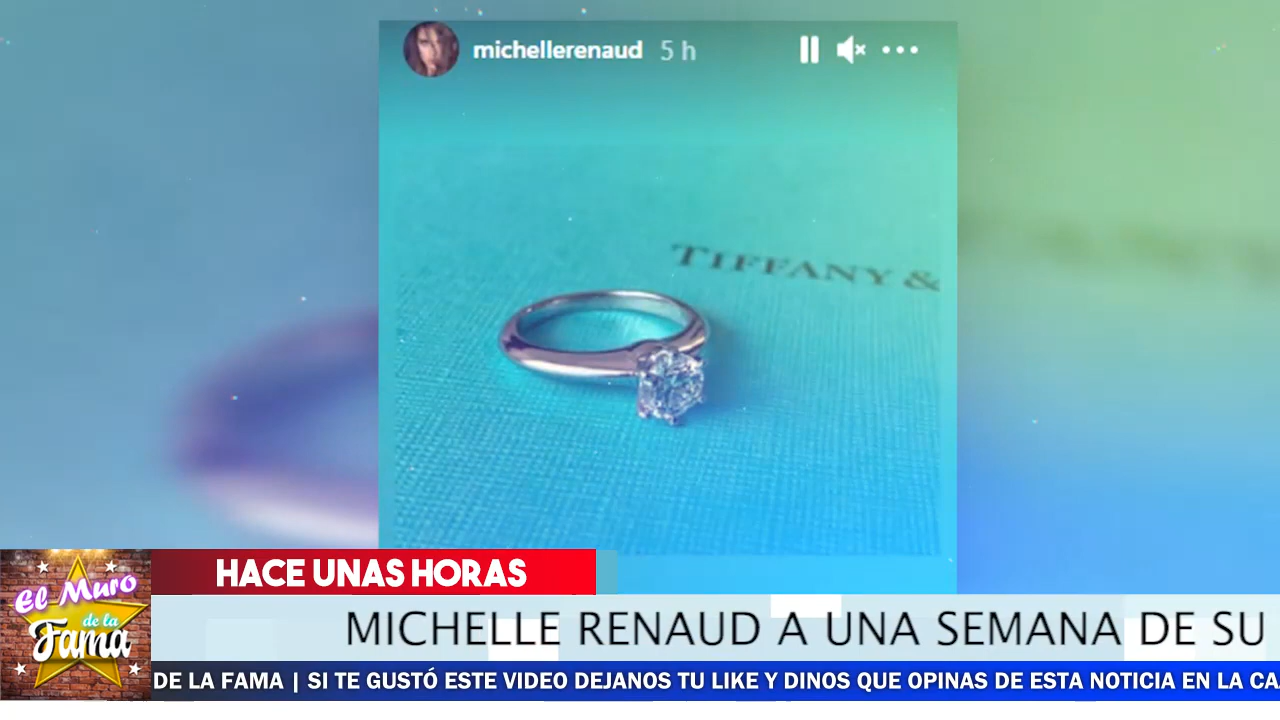 michellerenaud 5 h
TIFFANY &
HACE UNAS HORAS
El Muro
de la
Fama
MICHELLE RENAUD A UNA SEMANA DE SU
DE LA FAMA | SI TE GUSTÓ ESTE VIDEO DEJANOS TU LIKE Y DINOS QUE OPINAS DE ESTA NOTICIA EN LA CA